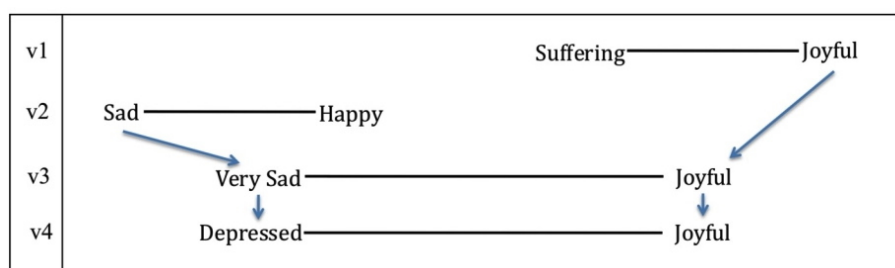 v1 Suffering Joyful
v2 Sad Happy
v3 Very Sad Joyful
v4 Depressed Joyful